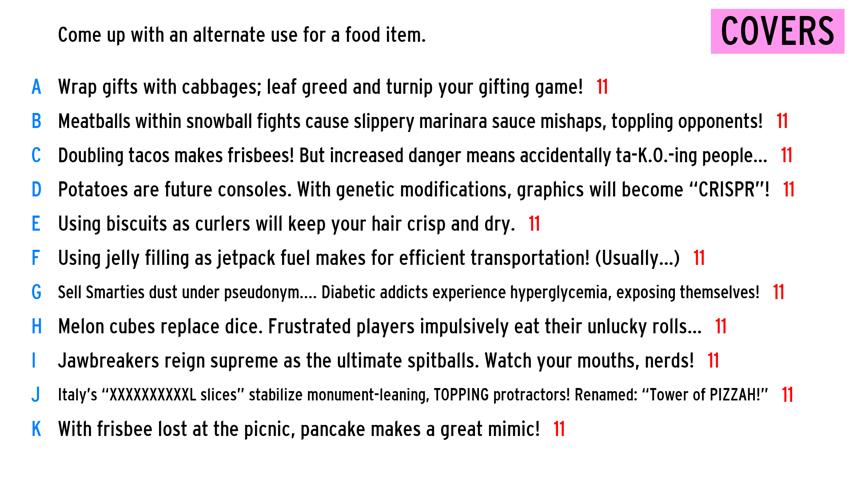 Come up with an alternate use for a food item.
COVERS
A Wrap gifts with cabbages; leaf greed and turnip your gifting game! 11
B Meatballs within snowball fights cause slippery marinara sauce mishaps, toppling opponents! 11
C Doubling tacos makes frisbees! But increased danger means accidentally ta-K.O.-ing people... 11
D Potatoes are future consoles. With genetic modifications, graphics will become “CRISPR”! 11
E Using biscuits as curlers will keep your hair crisp and dry. 11
F Using jelly filling as jetpack fuel makes for efficient transportation! (Usually...) 11
G Sell Smarties dust under pseudonym.... Diabetic addicts experience hyperglycemia, exposing themselves! 11
H Melon cubes replace dice. Frustrated players impulsively eat their unlucky rolls... 11
I Jawbreakers reign supreme as the ultimate spitballs. Watch your mouths, nerds! 11
J Italy’s “XXXXXXXXXXL slices” stabilize monument-leaning, TOPPING protractors! Renamed: “Tower of PIZZAH!” 11
K With frisbee lost at the picnic, pancake makes a great mimic! 11